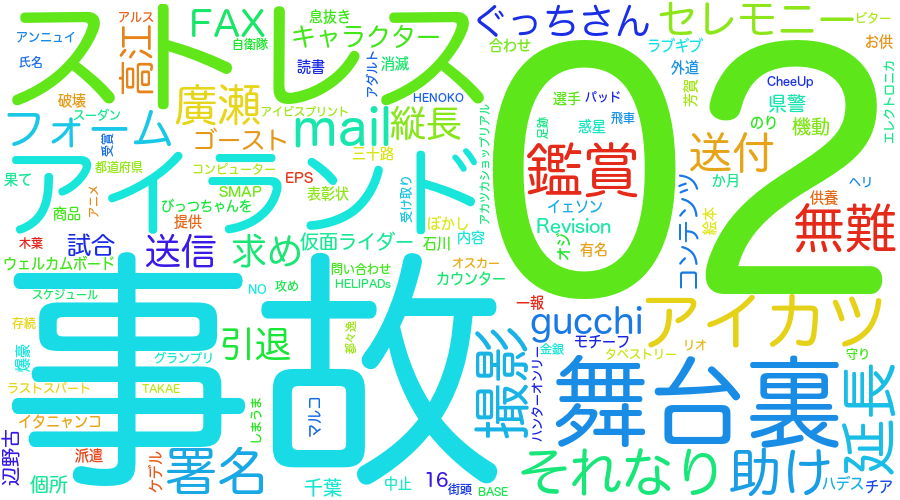 ストレス
02
事故
アイランド
舞台裏
アルス
FAX
息抜き
ぐっちさん
セレモニー
ビター
アンニュイ
高江
自衛隊
キャラクター
合わせ
ラブギブ
お供
氏名
読書
アダルト
消滅
外道
CheeUp
エレクトロニカ
破壊
廣瀬
HENOKO
選手
パッド
芳賀
県警
スーダン
アイビスプリント
mail
縦長
アカツカショップリアル
足跡
惑星
飛車
のり
機動
フォーム
受賞
ゴースト
三十路
鑑賞
送付
都道府県
コンピューター
EPS
果て
アニメ
SMAP
表彰状
受け取り
か月
ヘリ
商品
びっちゃんを
イェソン
供養
提供
ぼかし
Revision
コンテンツ
絵本
無難
木葉
試合
送信
求め
仮面ライダー
石川
内容
オジ
有名
ウェルカムボード
問い合わせ
オスカー
スケジュール
NO
攻め
HELIPADs
カウンター
一報
アイカツ
存続
引退
都々逸
gucchi
爆豪
グランプリ
撮影
モチーフ
金銀
リオ
タペストリー
守り
ラストスパート
TAKAE
ハンターオンリー
イタニャンコ
しまうま
マルコ
延長
辺野古
派遣
ケデル
署名
それなり
助け
個所
千葉
中止
16
街頭
BASE
ハデス
チア